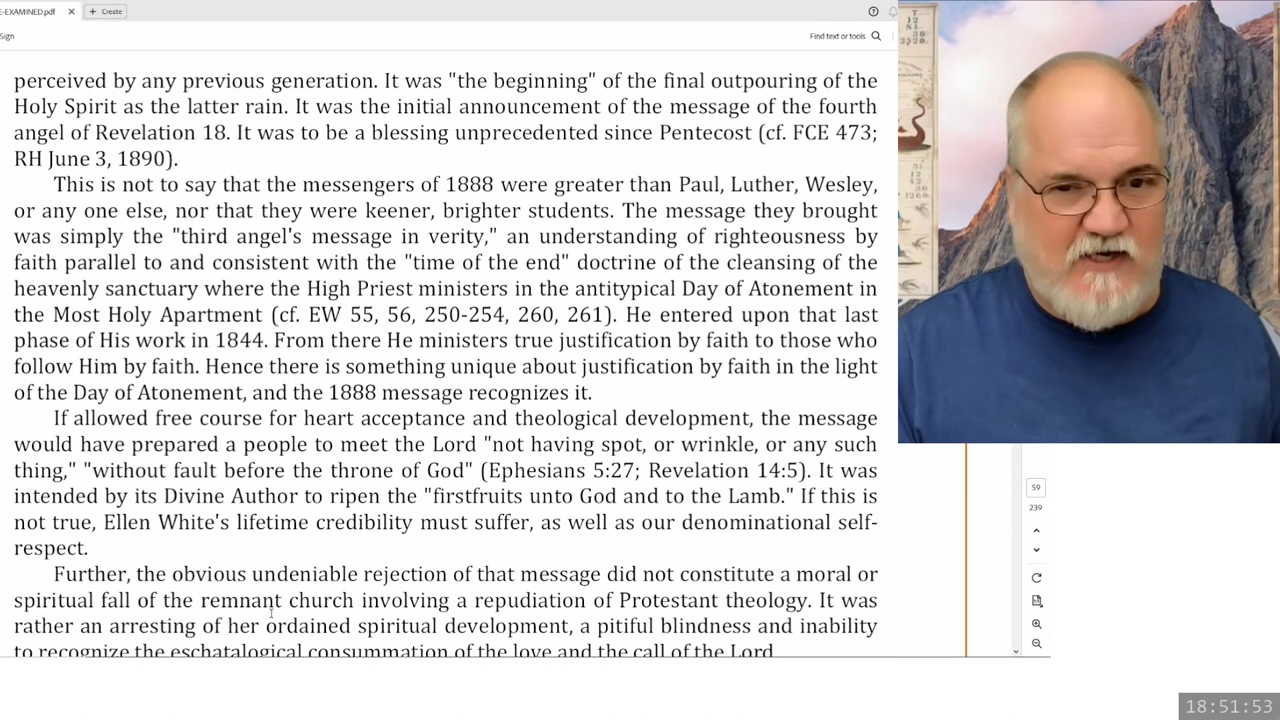 E-EXAMINED.pdf
Create
Sign
Find text or tools
perceived by any previous generation. It was "the beginning" of the final outpouring of the
Holy Spirit as the latter rain. It was the initial announcement of the message of the fourth
angel of Revelation 18. It was to be a blessing unprecedented since Pentecost (cf. FCE 473;
RH June 3, 1890).
This is not to say that the messengers of 1888 were greater than Paul, Luther, Wesley,
or any one else, nor that they were keener, brighter students. The message they brought
was simply the "third angel's message in verity," an understanding of righteousness by
faith parallel to and consistent with the "time of the end" doctrine of the cleansing of the
heavenly sanctuary where the High Priest ministers in the antitypical Day of Atonement in
the Most Holy Apartment (cf. EW 55, 56, 250-254, 260, 261). He entered upon that last
phase of His work in 1844. From there He ministers true justification by faith to those who
follow Him by faith. Hence there is something unique about justification by faith in the light
of the Day of Atonement, and the 1888 message recognizes it.
If allowed free course for heart acceptance and theological development, the message
would have prepared a people to meet the Lord "not having spot, or wrinkle, or any such
thing," "without fault before the throne of God" (Ephesians 5:27; Revelation 14:5). It was
intended by its Divine Author to ripen the "firstfruits unto God and to the Lamb." If this is
not true, Ellen White's lifetime credibility must suffer, as well as our denominational self-
respect.
Further, the obvious undeniable rejection of that message did not constitute a moral or
spiritual fall of the remnant church involving a repudiation of Protestant theology. It was
rather an arresting of her ordained spiritual development, a pitiful blindness and inability
to recognize the eschatalogical consummation of the love and the call of the Lord
59
239
18:51:53